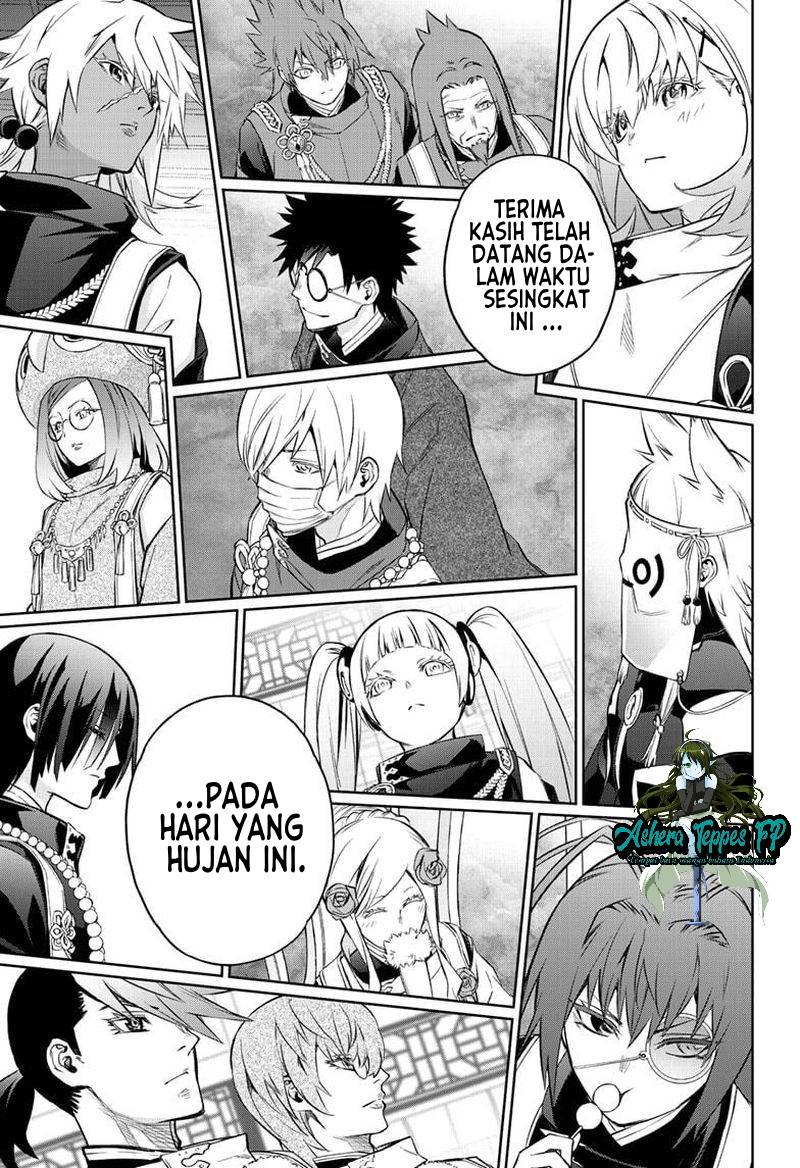 TERIMA
KASIH TELAH
DATANG DA-
LAM WAKTU
SESINGKAT
INI ...
...PADA
HARI YANG
HUJAN INI.
Ashera Teppes FP